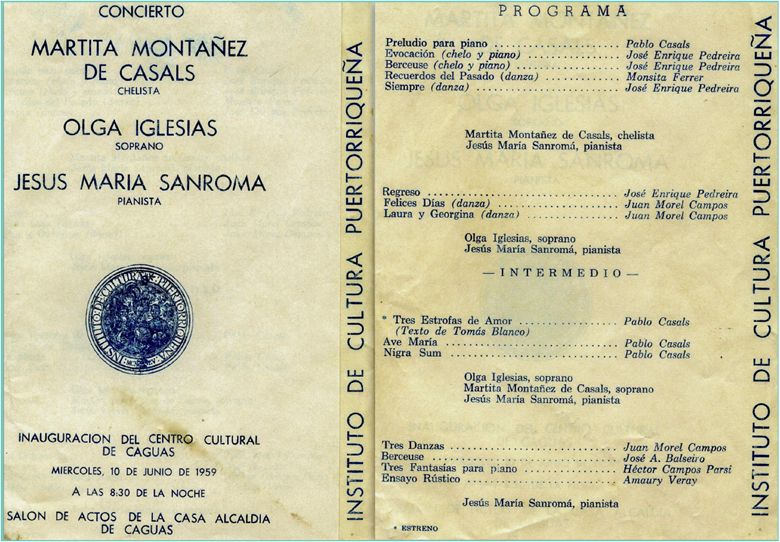 CONCIERTO
MARTITA MONTAÑEZ
DE CASALS
CHELISTA
OLGA IGLESIAS
SOPRANO
JESUS MARIA SANROMA
PIANISTA
INSTITUTO DE CULTURA PUERTORRIQUEÑA
INAUGURACION DEL CENTRO CULTURAL
DE CAGUAS
MIERCOLES, 10 DE JUNIO DE 1959
A LAS 8:30 DE LA NOCHE
SALON DE ACTOS DE LA CASA ALCALDIA
DE CAGUAS
INSTITUTO DE CULTURA PUERTORRIQUEÑA
PROGRAMA
Preludio para piano .................... Pablo Casals
Evocación (chelo y piano) .................... José Enrique Pedreira
Berceuse (chelo y piano) .................... José Enrique Pedreira
Recuerdos del Pasado (danza) .................... Monsita Ferrer
Siempre (danza) .................... José Enrique Pedreira
Martita Montañez de Casals, chelista
Jesús María Sanromá, pianista
Regreso .................... José Enrique Pedreira
Felices Días (danza) .................... Juan Morel Campos
Laura y Georgina (danza) .................... Juan Morel Campos
Olga Iglesias, soprano
Jesús María Sanromá, pianista
— INTERMEDIO —
* Tres Estrofas de Amor .................... Pablo Casals
(Texto de Tomás Blanco)
Ave María .................... Pablo Casals
Nigra Sum .................... Pablo Casals
Olga Iglesias, soprano
Martita Montañez de Casals, soprano
Jesús María Sanromá, pianista
Tres Danzas .................... Juan Morel Campos
Berceuse .................... José A. Balseiro
Tres Fantasías para piano .................... Héctor Campos Parsi
Ensayo Rústico .................... Amaury Veray
Jesús María Sanromá, pianista
* ESTRENO
INSTITUTO DE CULTURA PUERTORRIQUEÑA